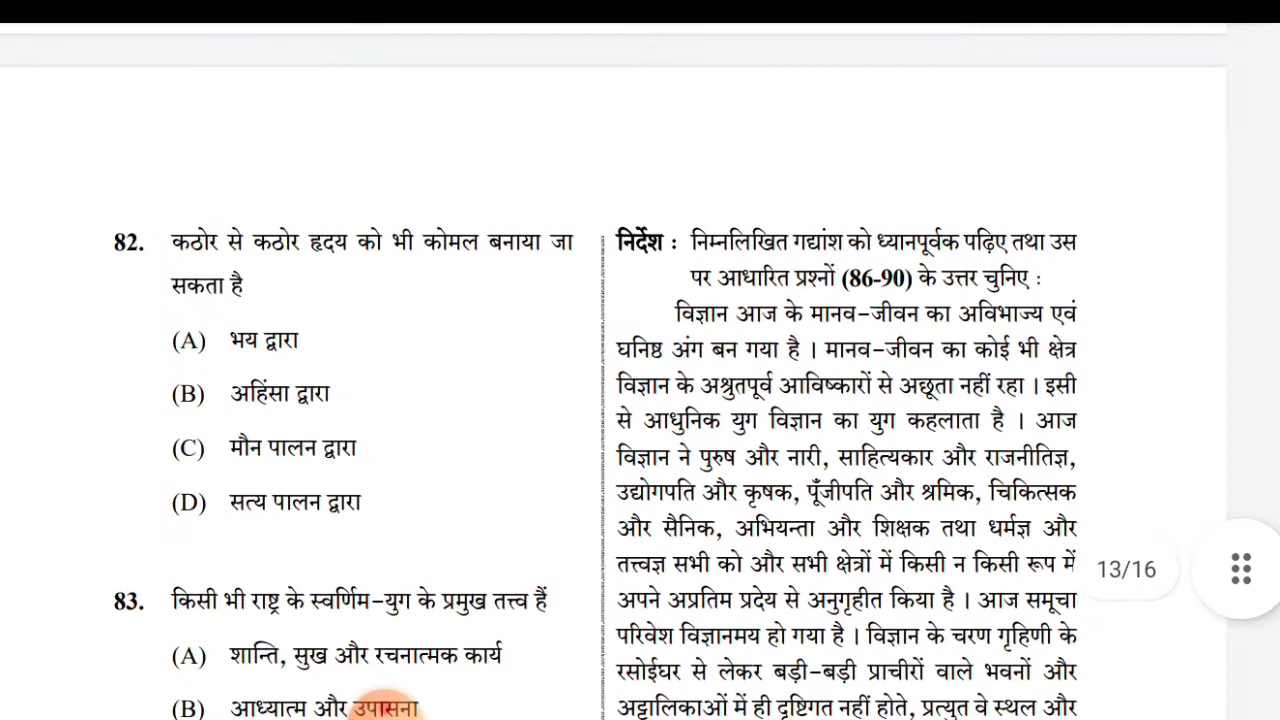 82. कठोर से कठोर हृदय को भी कोमल बनाया जा
सकता है
(A) भय द्वारा
(B) अहिंसा द्वारा
(C) मौन पालन द्वारा
(D) सत्य पालन द्वारा
83. किसी भी राष्ट्र के स्वर्णिम-युग के प्रमुख तत्त्व हैं
(A) शान्ति, सुख और रचनात्मक कार्य
(B) आध्यात्म और उपासना
निर्देश : निम्नलिखित गद्यांश को ध्यानपूर्वक पढ़िए तथा उस
पर आधारित प्रश्नों (86-90) के उत्तर चुनिए :
विज्ञान आज के मानव-जीवन का अविभाज्य एवं
घनिष्ठ अंग बन गया है । मानव-जीवन का कोई भी क्षेत्र
विज्ञान के अश्रुतपूर्व आविष्कारों से अछूता नहीं रहा । इसी
से आधुनिक युग विज्ञान का युग कहलाता है । आज
विज्ञान ने पुरुष और नारी, साहित्यकार और राजनीतिज्ञ,
उद्योगपति और कृषक, पूँजीपति और श्रमिक, चिकित्सक
और सैनिक, अभियन्ता और शिक्षक तथा धर्मज्ञ और
तत्त्वज्ञ सभी को और सभी क्षेत्रों में किसी न किसी रूप में
अपने अप्रतिम प्रदेय से अनुगृहीत किया है । आज समूचा
परिवेश विज्ञानमय हो गया है । विज्ञान के चरण गृहिणी के
रसोईघर से लेकर बड़ी-बड़ी प्राचीरों वाले भवनों और
अट्टालिकाओं में ही दृष्टिगत नहीं होते, प्रत्युत वे स्थल और
13/16